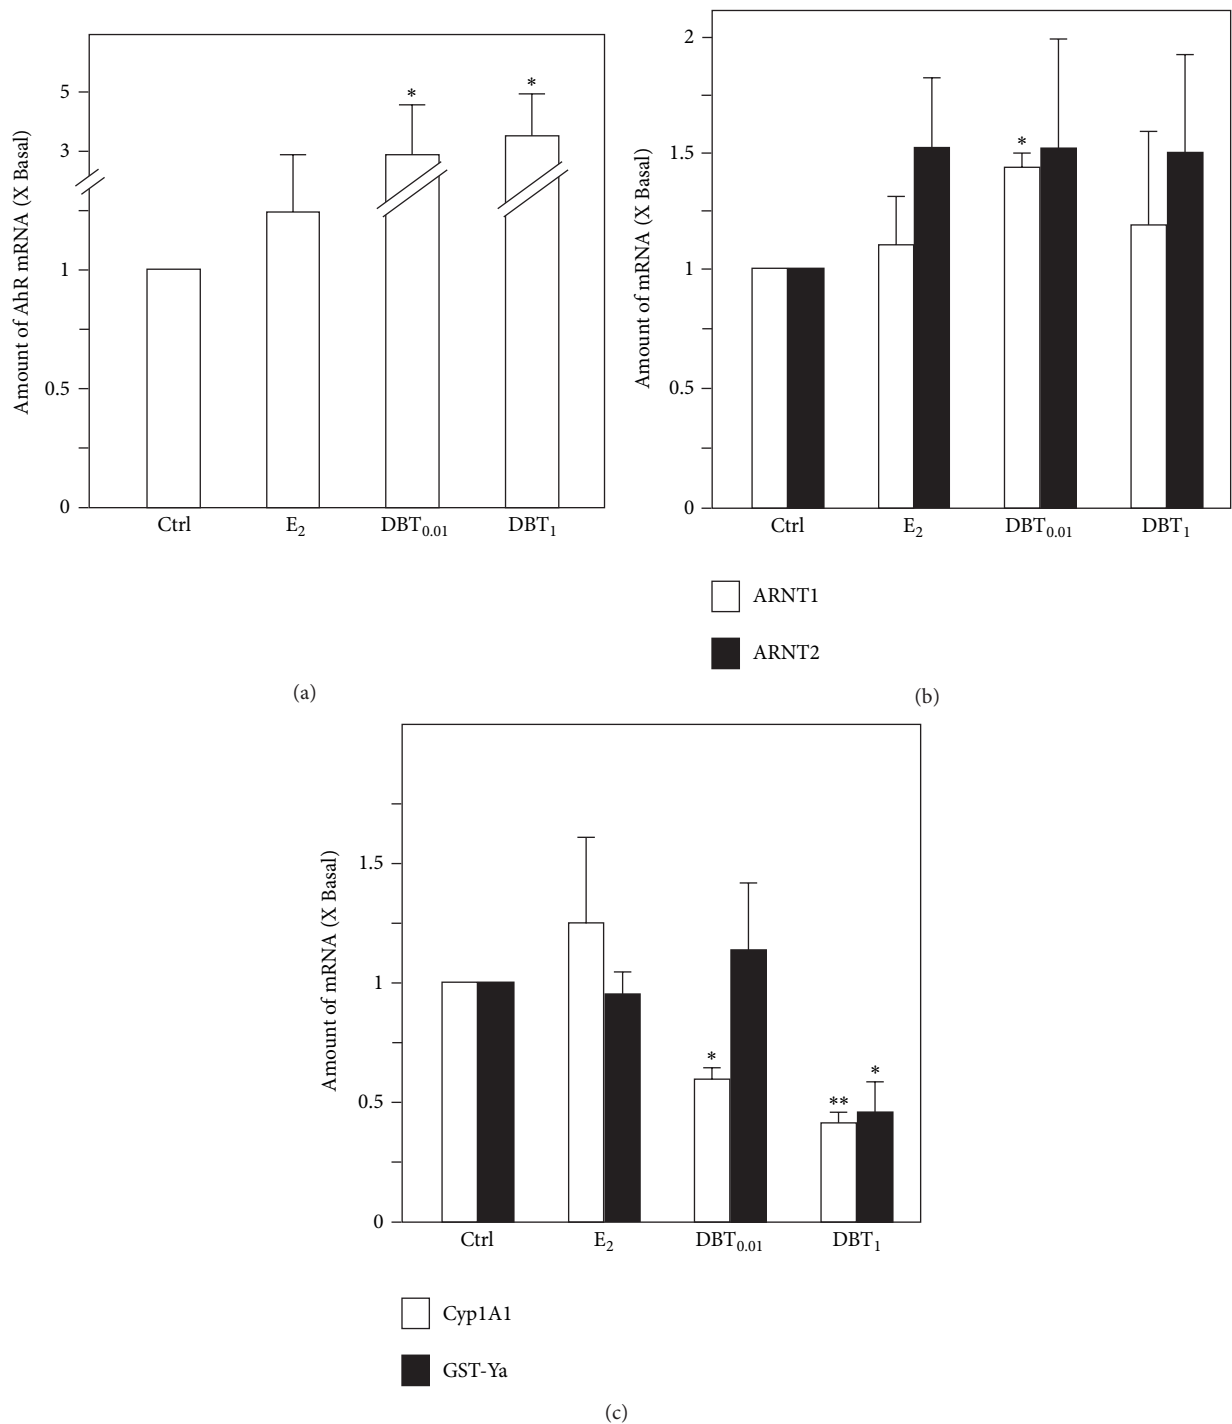 Amount of AhR mRNA (X Basal)
5
3
1
0.5
0
*
*
Ctrl E2 DBT0.01 DBT1
(a)
Amount of mRNA (X Basal)
2
1.5
1
0.5
0
*
Ctrl E2 DBT0.01 DBT1
ARNT1
ARNT2
(b)
Amount of mRNA (X Basal)
1.5
1
0.5
0
*
**
*
Ctrl E2 DBT0.01 DBT1
Cyp1A1
GST-Ya
(c)